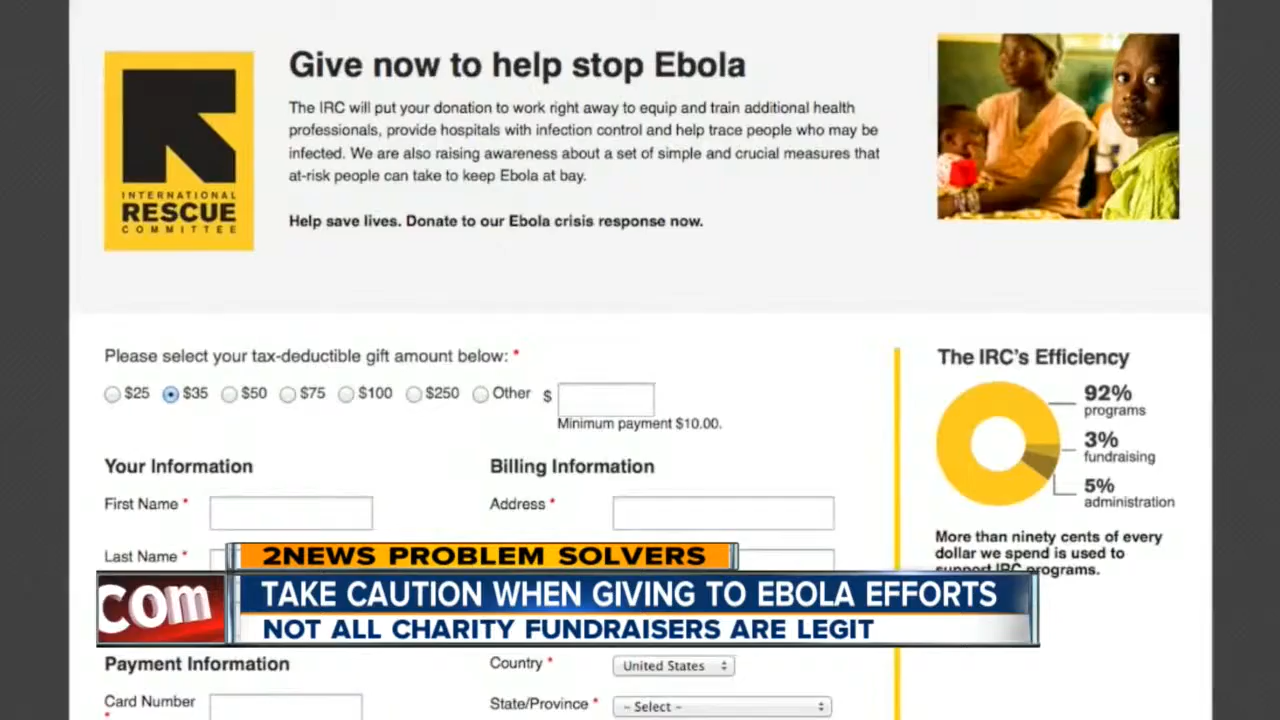 INTERNATIONAL
RESCUE
COMMITTEE
Give now to help stop Ebola
The IRC will put your donation to work right away to equip and train additional health
professionals, provide hospitals with infection control and help trace people who may be
infected. We are also raising awareness about a set of simple and crucial measures that
at-risk people can take to keep Ebola at bay.
Help save lives. Donate to our Ebola crisis response now.
Please select your tax-deductible gift amount below: *
$25 $35 $50 $75 $100 $250 Other $
Minimum payment $10.00.
The IRC's Efficiency
92%
programs
3%
fundraising
5%
administration
More than ninety cents of every
dollar we spend is used to
support IRC programs.
Your Information
Billing Information
First Name *
Address *
Last Name *
2NEWS PROBLEM SOLVERS
COM
TAKE CAUTION WHEN GIVING TO EBOLA EFFORTS
NOT ALL CHARITY FUNDRAISERS ARE LEGIT
Payment Information
Country *
United States
Card Number
*
State/Province *
- Select -